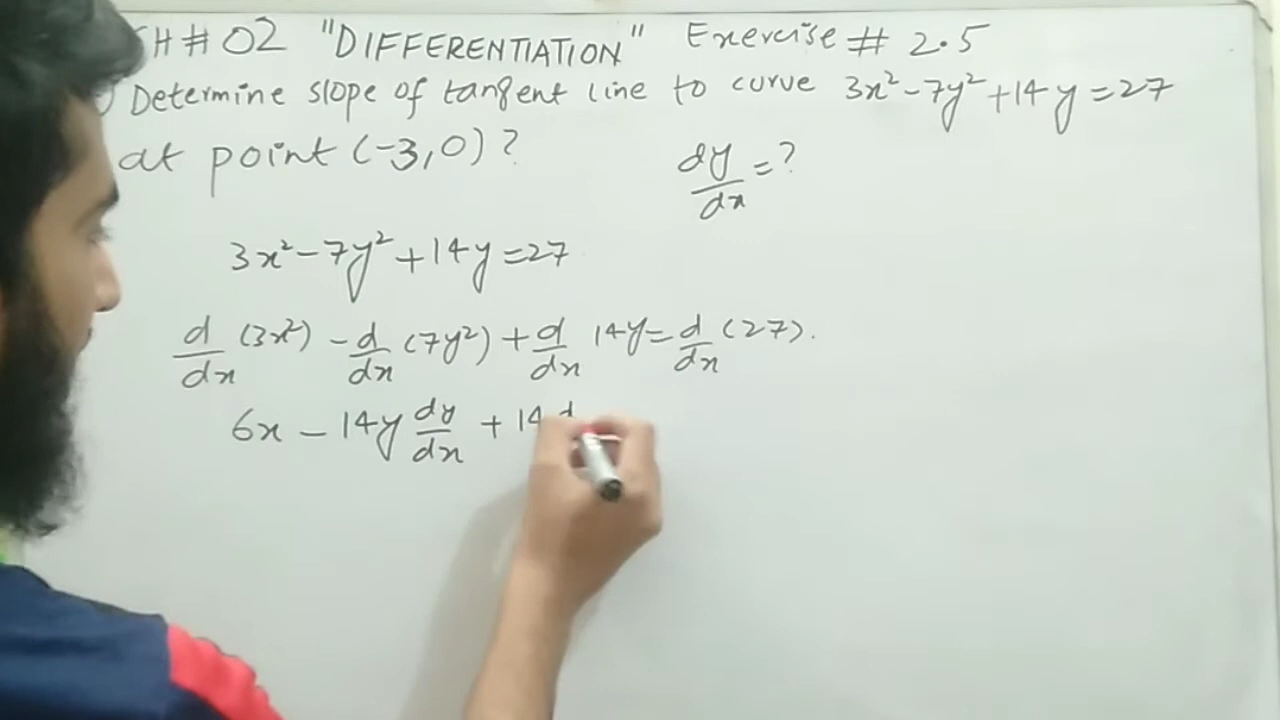 CH # 02 "DIFFERENTIATION" Exercise # 2.5
Determine slope of tangent line to curve 3x² - 7y² + 14y = 27
at point (-3,0)?
dy/dx = ?
3x² - 7y² + 14y = 27
d/dx (3x²) - d/dx (7y²) + d/dx 14y = d/dx (27).
6x - 14y dy/dx + 14